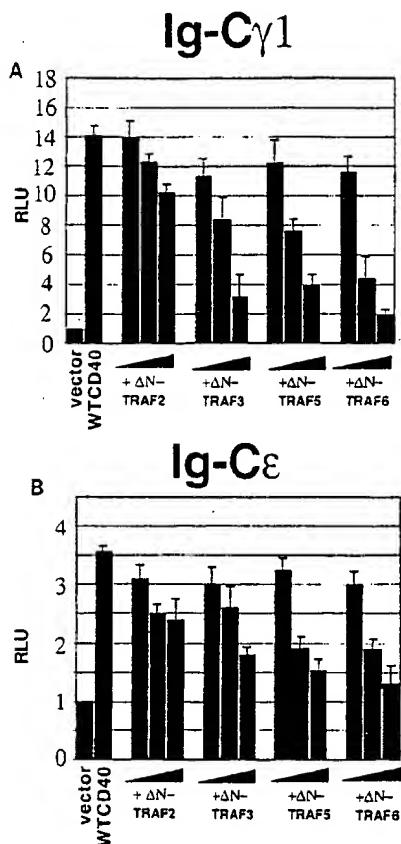 Ig-Cγ1
A
18
16
14
12
10
8
6
4
2
0
RLU
vector
WTCD40
+ ΔN– +ΔN– +ΔN– +ΔN–
TRAF2 TRAF3 TRAF5 TRAF6
Ig-Cε
B
4
3
2
1
0
RLU
vector
WTCD40
+ ΔN– +ΔN– +ΔN– +ΔN–
TRAF2 TRAF3 TRAF5 TRAF6